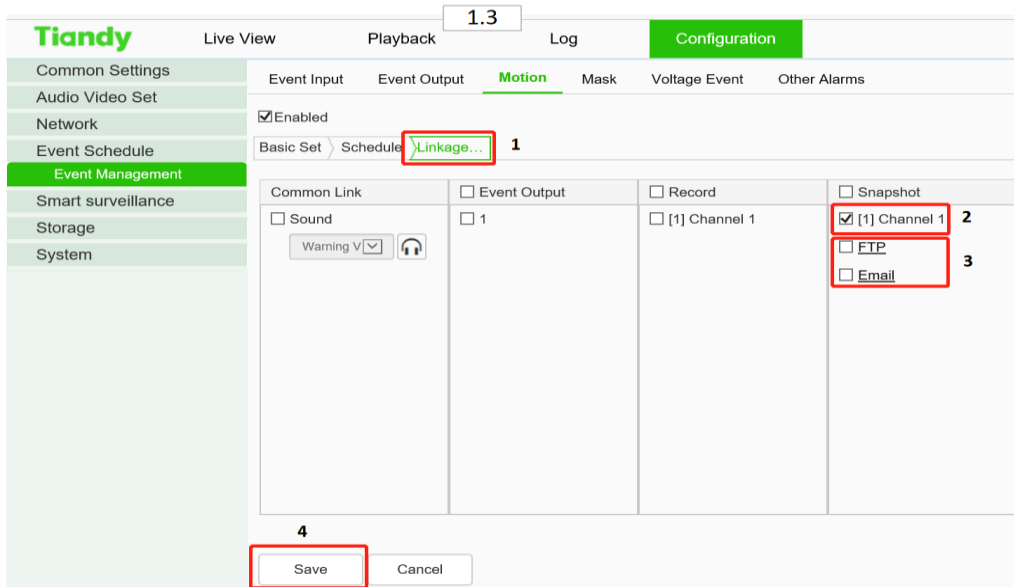 1.3
Tiandy Live View Playback Log Configuration
Common Settings
Audio Video Set
Network
Event Schedule
Event Management
Smart surveillance
Storage
System
Event Input Event Output Motion Mask Voltage Event Other Alarms
Enabled
Basic Set Schedule Linkage... 1
Common Link Event Output Record Snapshot
Sound 1 [1] Channel 1 [1] Channel 1 2
Warning V FTP
3
Email
4
Save Cancel